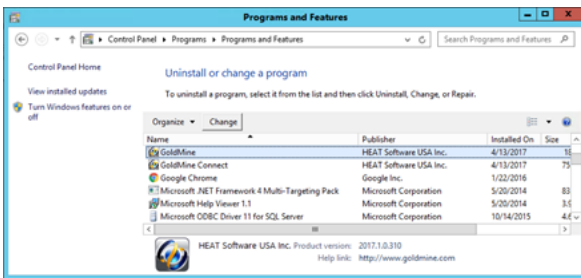 Programs and Features
Control Panel ▸ Programs ▸ Programs and Features
Search Programs and Features
Control Panel Home
View installed updates
Turn Windows features on or off
Uninstall or change a program
To uninstall a program, select it from the list and then click Uninstall, Change, or Repair.
Organize Change
Name Publisher Installed On Size
GoldMine HEAT Software USA Inc. 4/13/2017
GoldMine Connect HEAT Software USA Inc. 4/13/2017 75
Google Chrome Google Inc. 1/22/2016
Microsoft .NET Framework 4 Multi-Targeting Pack Microsoft Corporation 5/20/2014 83
Microsoft Help Viewer 1.1 Microsoft Corporation 5/20/2014 3.9
Microsoft ODBC Driver 11 for SQL Server Microsoft Corporation 10/14/2015
HEAT Software USA Inc. Product version: 2017.1.0.310
Help link: http://www.goldmine.com